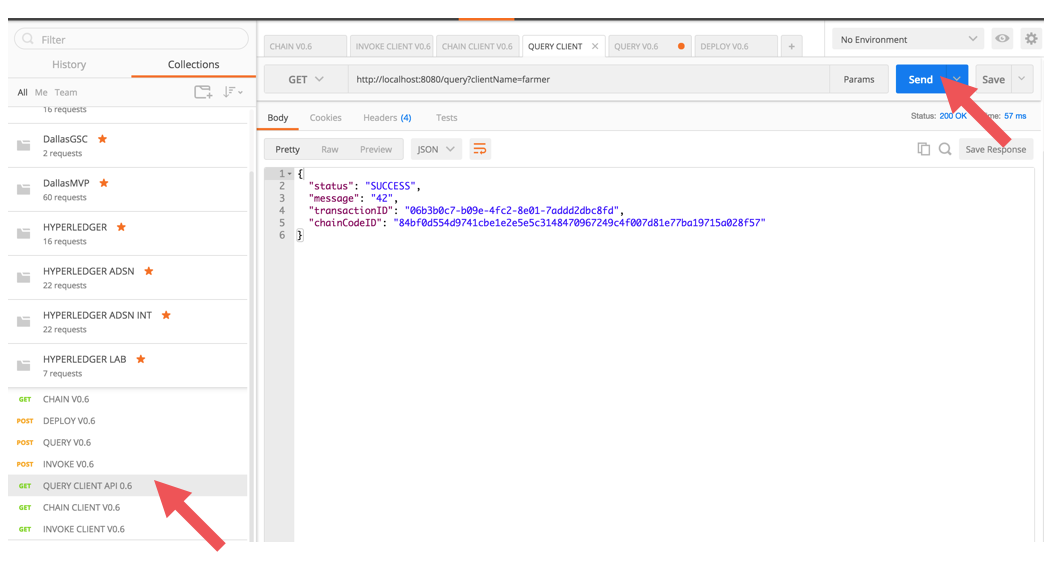 Filter
History Collections
All Me Team
16 requests
DallasGSC
2 requests
DallasMVP
60 requests
HYPERLEDGER
16 requests
HYPERLEDGER ADSN
22 requests
HYPERLEDGER ADSN INT
22 requests
HYPERLEDGER LAB
7 requests
GET CHAIN V0.6
POST DEPLOY V0.6
POST QUERY V0.6
POST INVOKE V0.6
GET QUERY CLIENT API 0.6
GET CHAIN CLIENT V0.6
GET INVOKE CLIENT V0.6
CHAIN V0.6 INVOKE CLIENT V0.6 CHAIN CLIENT V0.6 QUERY CLIENT × QUERY V0.6 DEPLOY V0.6 +
No Environment
GET http://localhost:8080/query?clientName=farmer Params Send Save
Body Cookies Headers (4) Tests Status: 200 OK me: 57 ms
Pretty Raw Preview JSON Save Response
1 {
2 "status": "SUCCESS",
3 "message": "42",
4 "transactionID": "06b3b0c7-b09e-4fc2-8e01-7addd2dbc8fd",
5 "chainCodeID": "84bf0d554d9741cbe1e2e5e5c3148470967249c4f007d81e77ba19715a028f57"
6 }